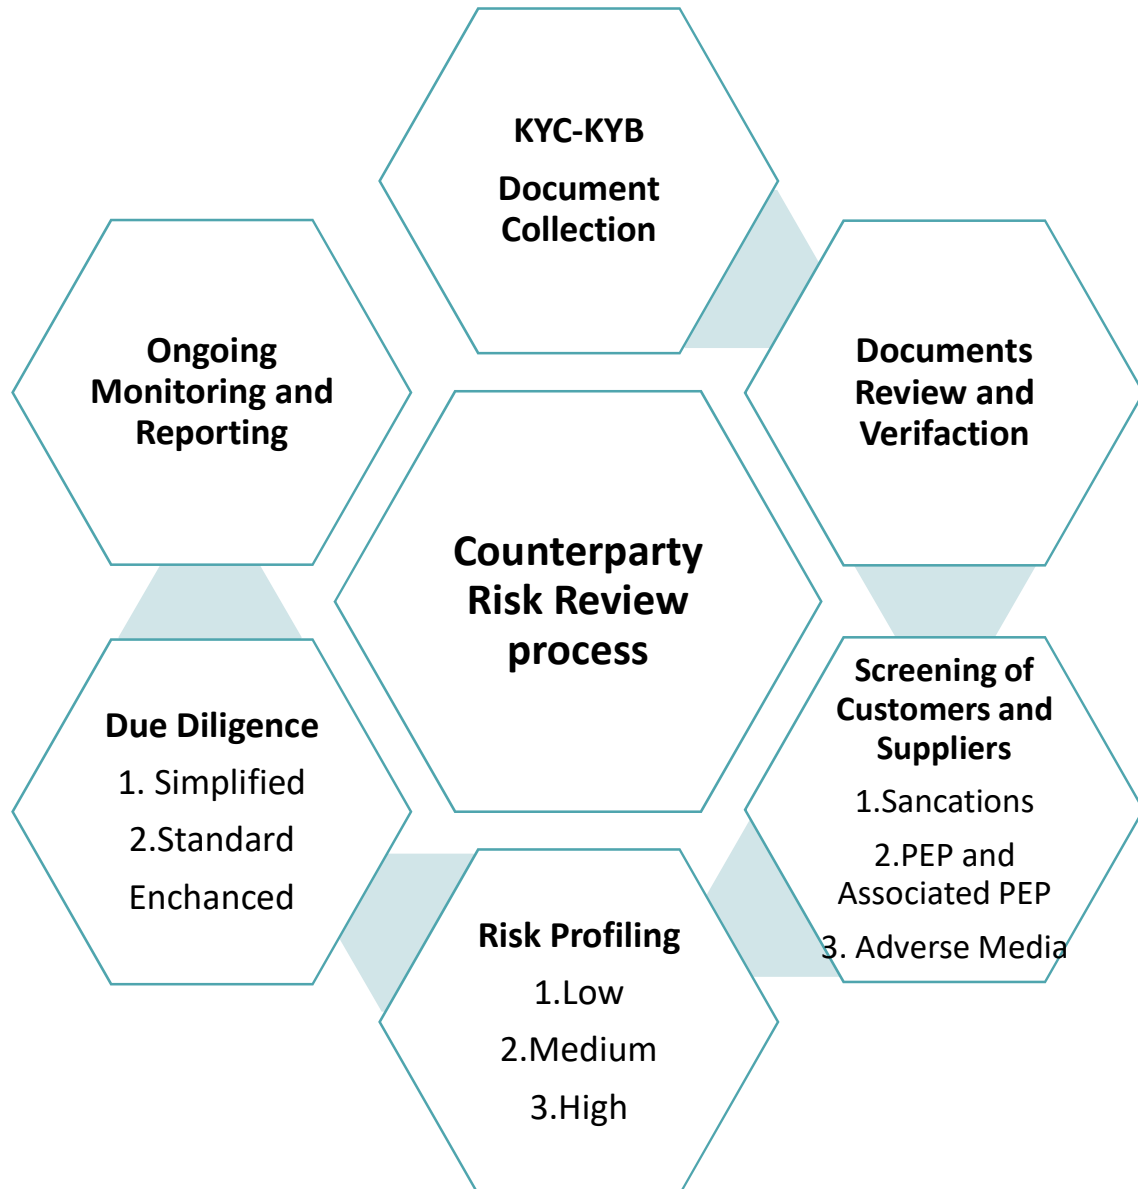 KYC-KYB
Document
Collection
Documents
Review and
Verifaction
Screening of
Customers and
Suppliers
1.Sancations
2.PEP and
Associated PEP
3. Adverse Media
Risk Profiling
1.Low
2.Medium
3.High
Due Diligence
1. Simplified
2.Standard
Enchanced
Ongoing
Monitoring and
Reporting
Counterparty
Risk Review
process